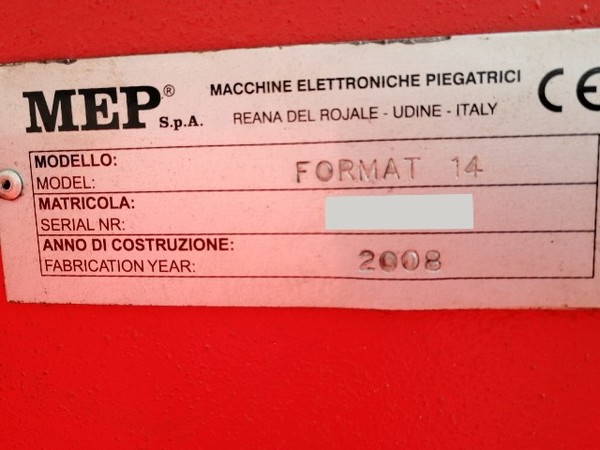 MEP® S.p.A.
MACCHINE ELETTRONICHE PIEGATRICI
REANA DEL ROJALE - UDINE - ITALY
CE
MODELLO:
MODEL: FORMAT 14
MATRICOLA:
SERIAL NR:
ANNO DI COSTRUZIONE:
FABRICATION YEAR: 2008